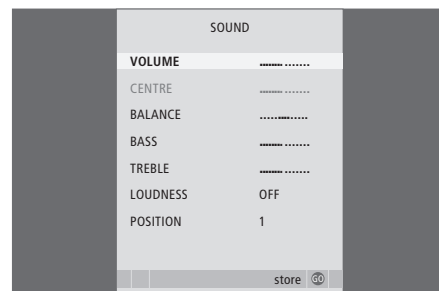 SOUND
VOLUME ...............
CENTRE ...............
BALANCE ...............
BASS ...............
TREBLE ...............
LOUDNESS OFF
POSITION 1
store GO